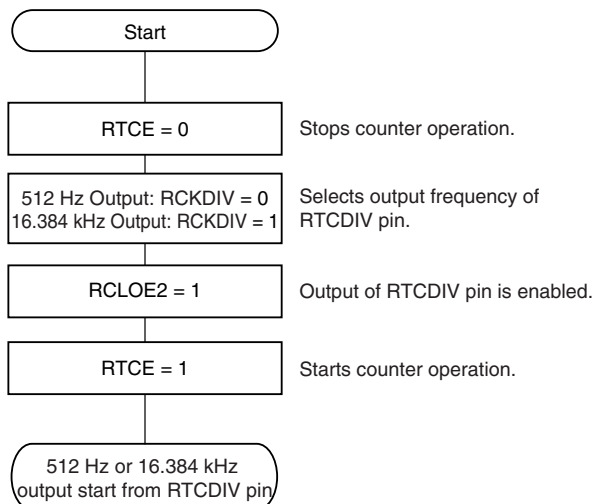 Start
RTCE = 0
Stops counter operation.
512 Hz Output: RCKDIV = 0
16.384 kHz Output: RCKDIV = 1
Selects output frequency of
RTCDIV pin.
RCLOE2 = 1
Output of RTCDIV pin is enabled.
RTCE = 1
Starts counter operation.
512 Hz or 16.384 kHz
output start from RTCDIV pin